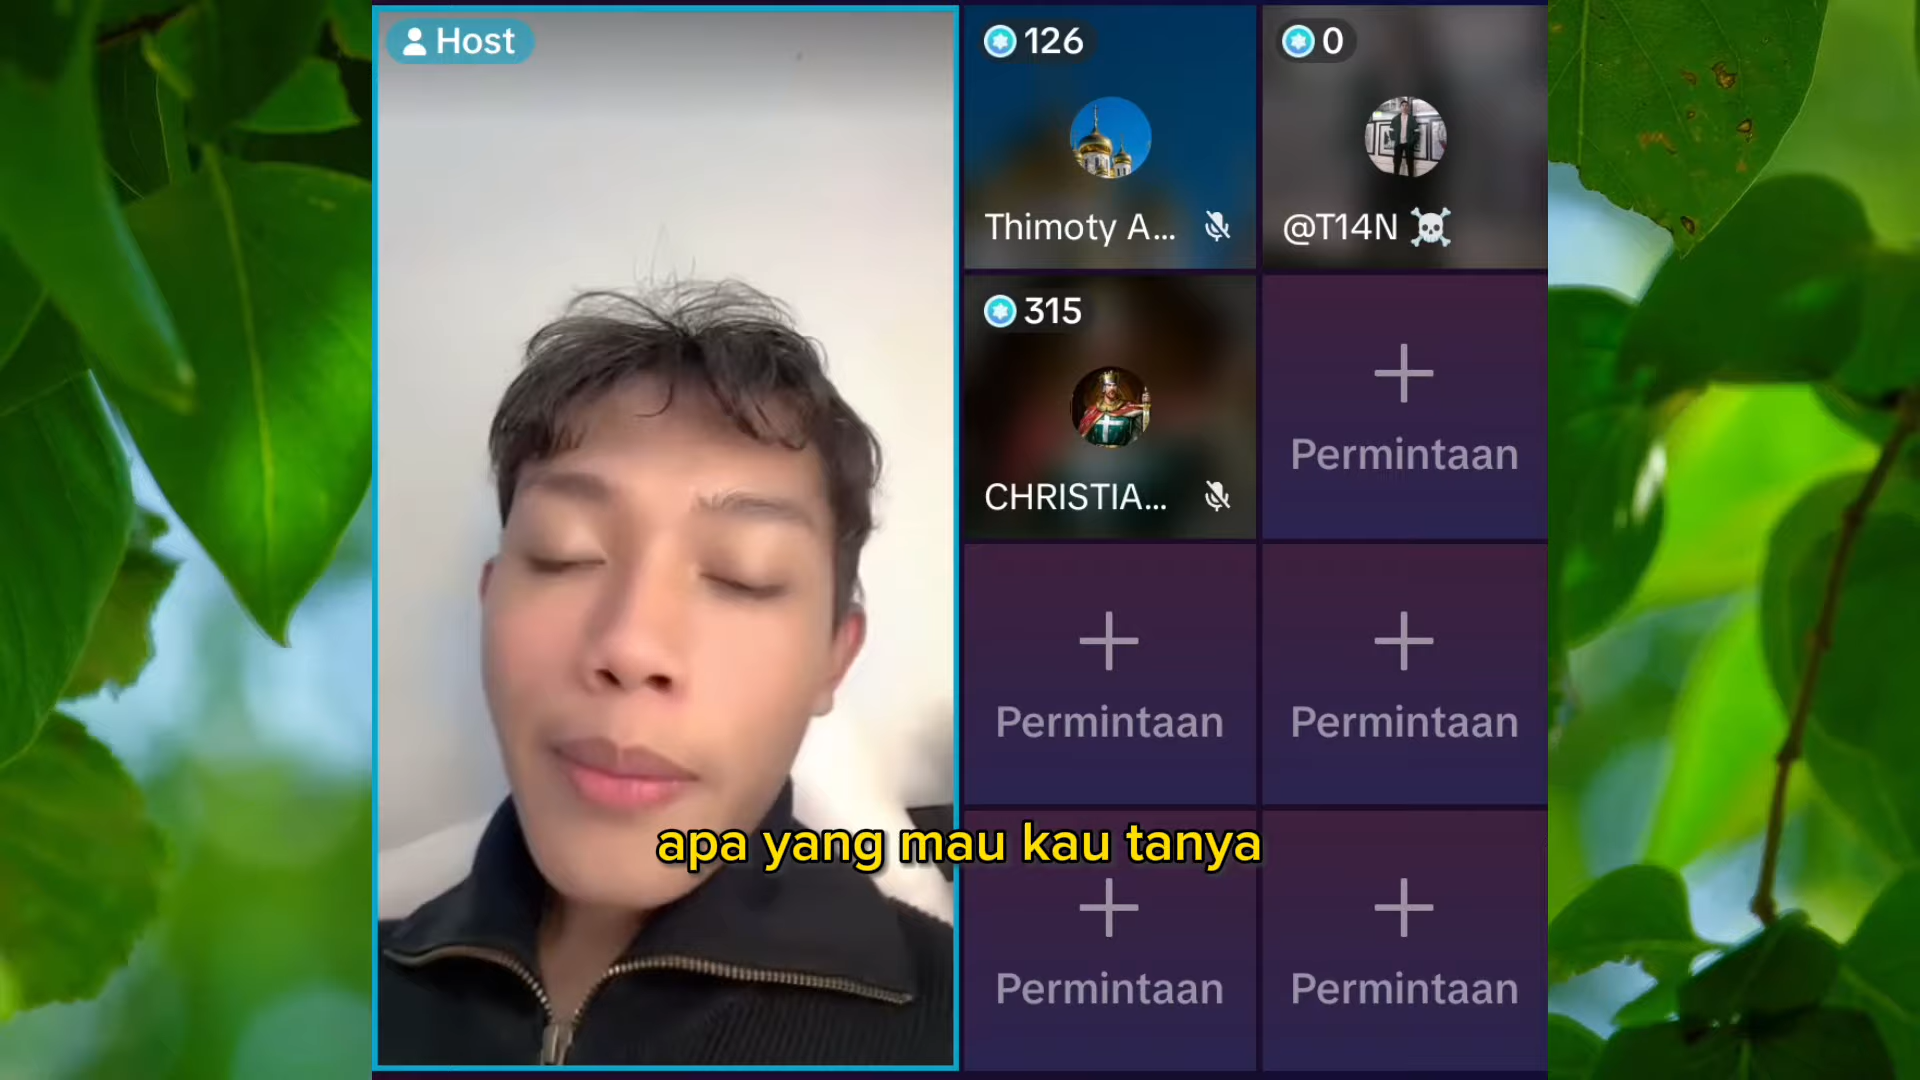 Host
126
0
Thimoty A...
@T14N
315
CHRISTIA...
Permintaan
Permintaan
Permintaan
apa yang mau kau tanya
Permintaan
Permintaan